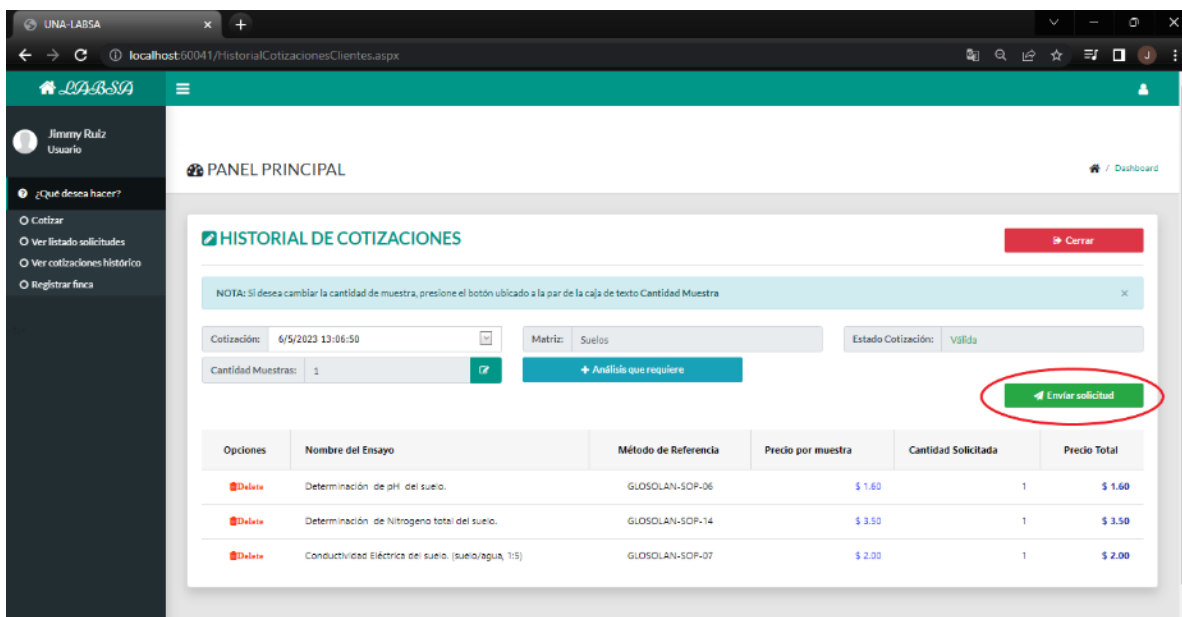 UNA-LABSA
localhost:60041/HistorialCotizacionesClientes.aspx
J
LABSA
Jimmy Ruiz
Usuario
PANEL PRINCIPAL
/ Dashboard
¿Qué desea hacer?
Cotizar
Ver listado solicitudes
Ver cotizaciones histórico
Registrar finca
HISTORIAL DE COTIZACIONES
Cerrar
NOTA: Si desea cambiar la cantidad de muestra, presione el botón ubicado a la par de la caja de texto Cantidad Muestra
Cotización: 6/5/2023 13:06:50 Matriz: Suelos Estado Cotización: Válida
Cantidad Muestras: 1 + Análisis que requiere
Enviar solicitud
Opciones Nombre del Ensayo Método de Referencia Precio por muestra Cantidad Solicitada Precio Total
Delete Determinación de pH del suelo. GLOSOLAN-SOP-06 $ 1.60 1 $ 1.60
Delete Determinación de Nitrogeno total del suelo. GLOSOLAN-SOP-14 $ 3.50 1 $ 3.50
Delete Conductividad Eléctrica del suelo. (suelo/agua, 1:5) GLOSOLAN-SOP-07 $ 2.00 1 $ 2.00